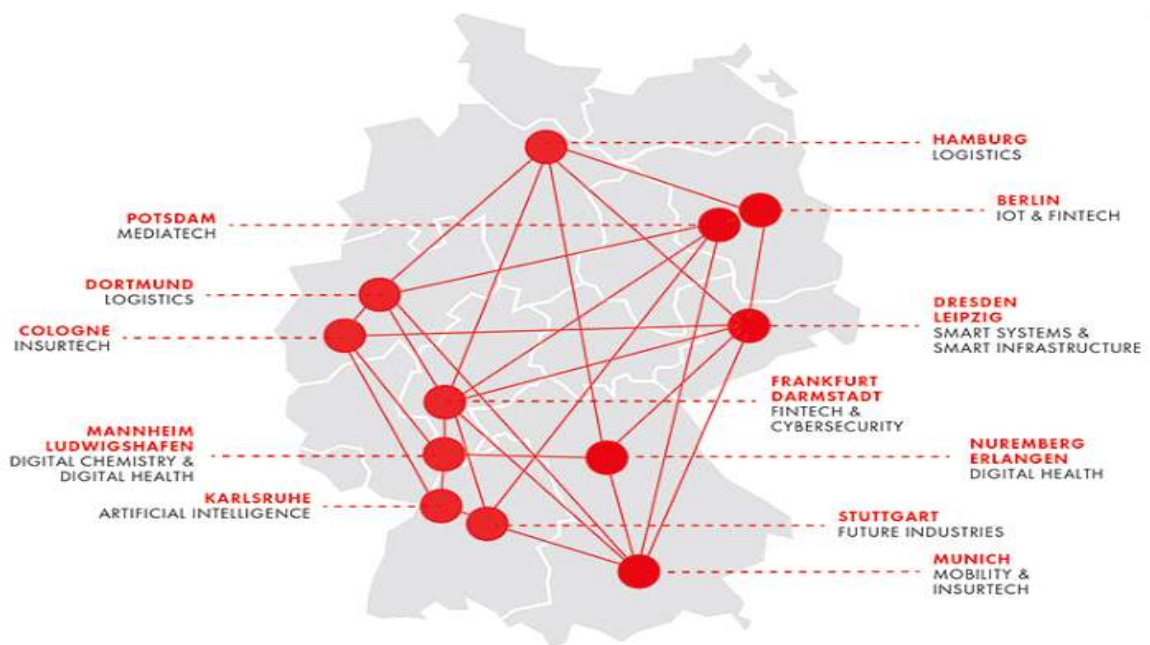 HAMBURG
LOGISTICS
BERLIN
IOT & FINTECH
POTSDAM
MEDIATECH
DORTMUND
LOGISTICS
COLOGNE
INSURTECH
DRESDEN
LEIPZIG
SMART SYSTEMS &
SMART INFRASTRUCTURE
FRANKFURT
DARMSTADT
FINTECH &
CYBERSECURITY
MANNHEIM
LUDWIGSHAFEN
DIGITAL CHEMISTRY &
DIGITAL HEALTH
NUREMBERG
ERLANGEN
DIGITAL HEALTH
KARLSRUHE
ARTIFICIAL INTELLIGENCE
STUTTGART
FUTURE INDUSTRIES
MUNICH
MOBILITY &
INSURTECH